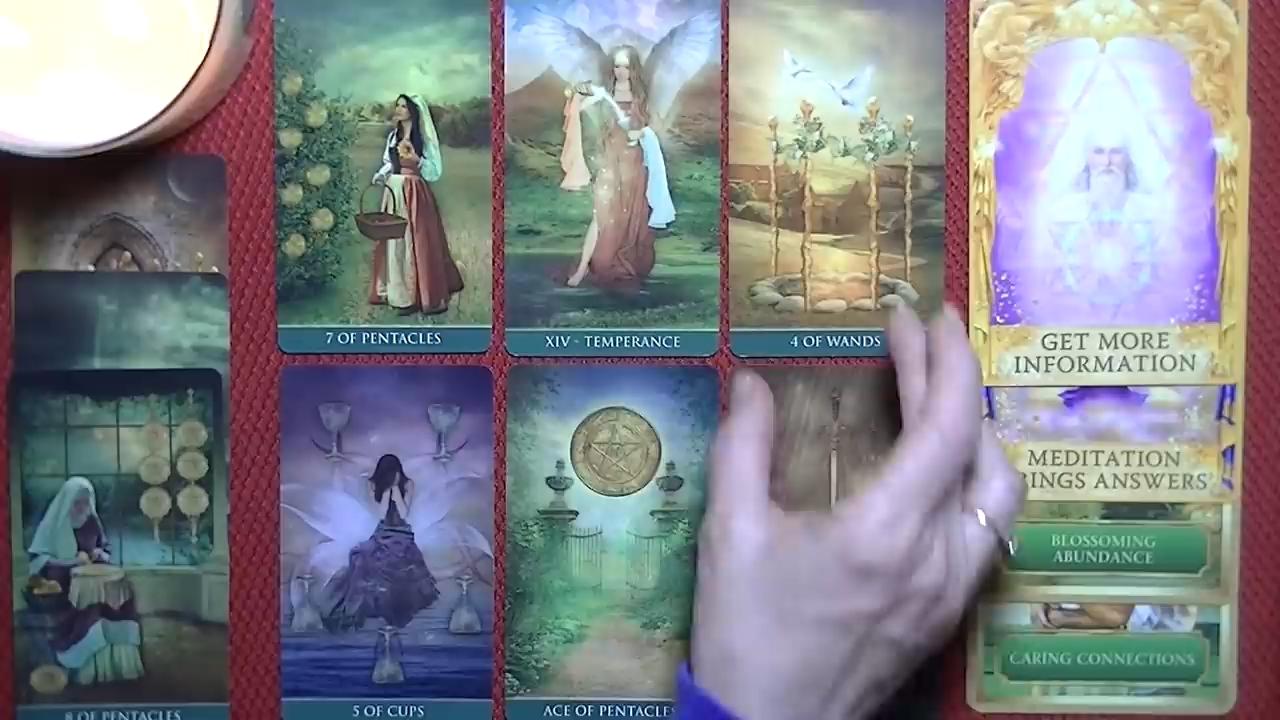 7 OF PENTACLES
XIV - TEMPERANCE
4 OF WANDS
GET MORE
INFORMATION
MEDITATION
RINGS ANSWERS
BLOSSOMING
ABUNDANCE
CARING CONNECTIONS
8 OF PENTACLES
5 OF CUPS
ACE OF PENTACLES